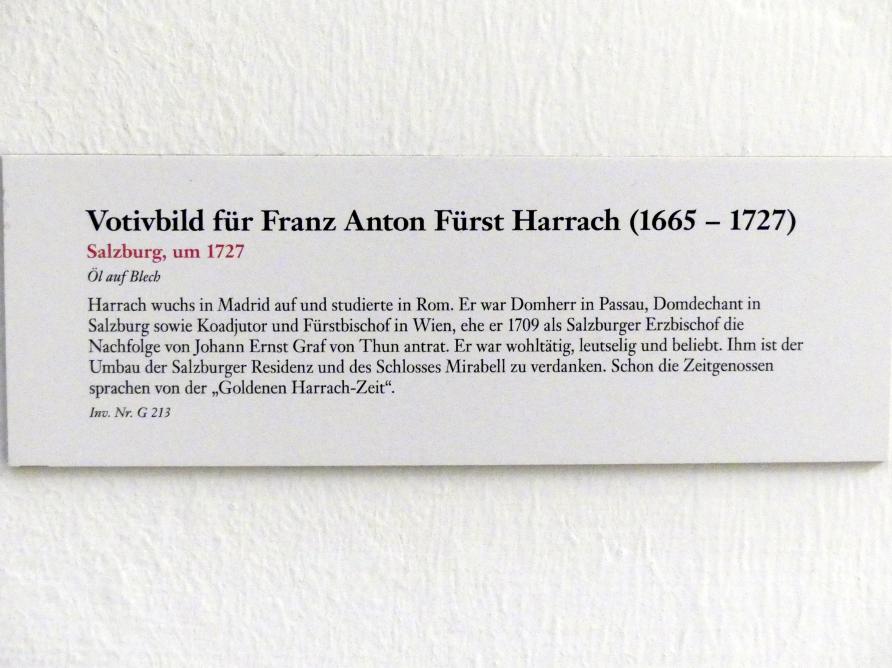 Votivbild für Franz Anton Fürst Harrach (1665 – 1727)
Salzburg, um 1727
Öl auf Blech
Harrach wuchs in Madrid auf und studierte in Rom. Er war Domherr in Passau, Domdechant in
Salzburg sowie Koadjutor und Fürstbischof in Wien, ehe er 1709 als Salzburger Erzbischof die
Nachfolge von Johann Ernst Graf von Thun antrat. Er war wohltätig, leutselig und beliebt. Ihm ist der
Umbau der Salzburger Residenz und des Schlosses Mirabell zu verdanken. Schon die Zeitgenossen
sprachen von der „Goldenen Harrach-Zeit“.
Inv. Nr. G 213